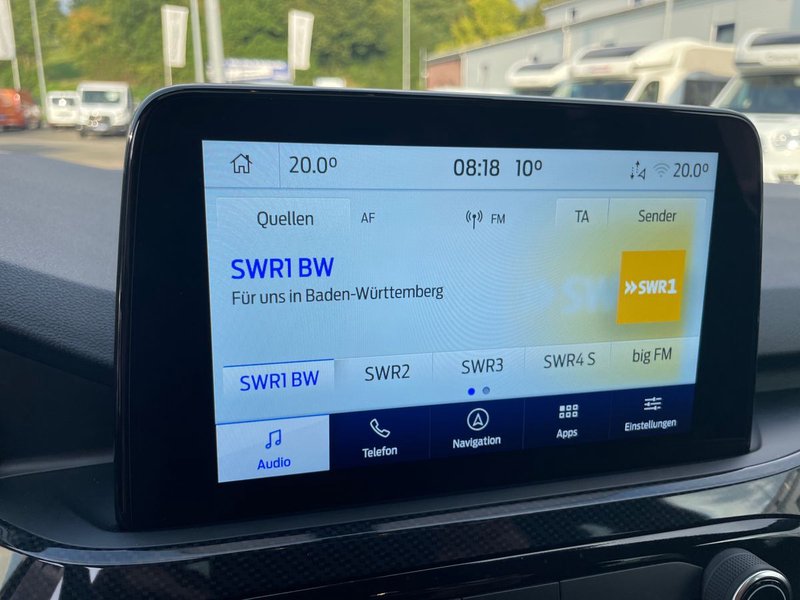 20.0° 08:18 10° 20.0°
Quellen AF FM TA Sender
SWR1 BW
Für uns in Baden-Württemberg
»SWR1
SWR1 BW SWR2 SWR3 SWR4 S big FM
Audio Telefon Navigation Apps Einstellungen